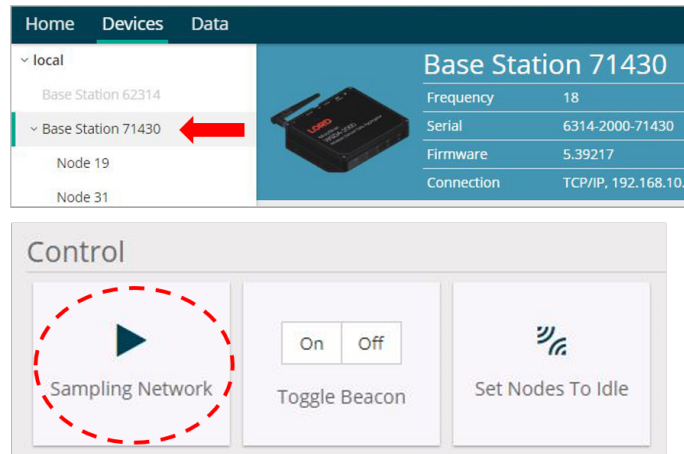 Home Devices Data
local
Base Station 62314
Base Station 71430
Node 19
Node 31
LORD
Base Station 71430
Frequency 18
Serial 6314-2000-71430
Firmware 5.39217
Connection TCP/IP, 192.168.10.
Control
Sampling Network
On Off
Toggle Beacon
Set Nodes To Idle